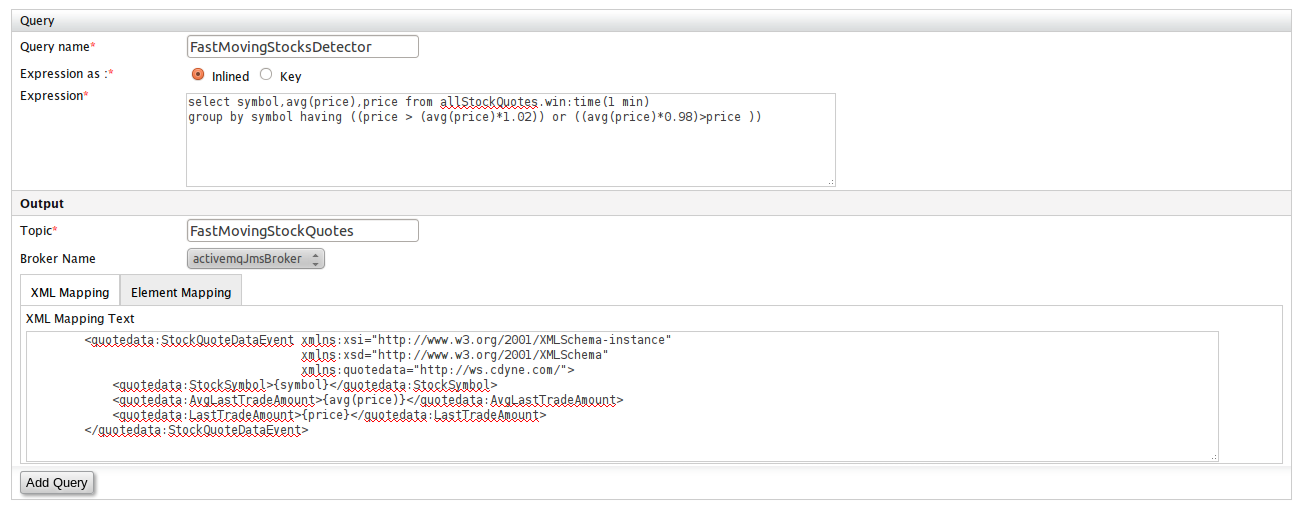 Query
Query name*
FastMovingStocksDetector
Expression as :*
Inlined
Key
Expression*
select symbol,avg(price),price from allStockQuotes.win:time(1 min)
group by symbol having ((price > (avg(price)*1.02)) or ((avg(price)*0.98)>price ))
Output
Topic*
FastMovingStockQuotes
Broker Name
activemqJmsBroker
XML Mapping
Element Mapping
XML Mapping Text
<quotedata:StockQuoteDataEvent xmlns:xsi="http://www.w3.org/2001/XMLSchema-instance"
xmlns:xsd="http://www.w3.org/2001/XMLSchema"
xmlns:quotedata="http://ws.cdyne.com/">
<quotedata:StockSymbol>{symbol}</quotedata:StockSymbol>
<quotedata:AvgLastTradeAmount>{avg(price)}</quotedata:AvgLastTradeAmount>
<quotedata:LastTradeAmount>{price}</quotedata:LastTradeAmount>
</quotedata:StockQuoteDataEvent>
Add Query